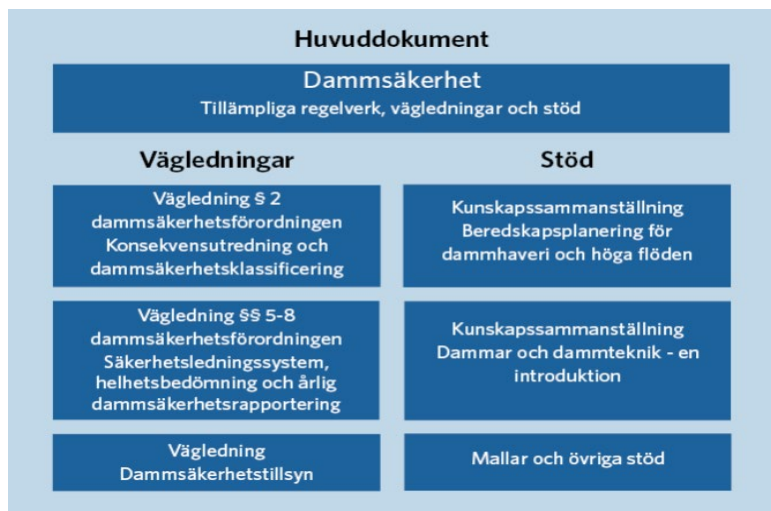 Huvuddokument
Dammsäkerhet
Tillämpliga regelverk, vägledningar och stöd
Vägledningar
Vägledning § 2
dammsäkerhetsförordningen
Konsekvensutredning och
dammsäkerhetsklassificering
Vägledning §§ 5-8
dammsäkerhetsförordningen
Säkerhetsledningssystem,
helhetsbedömning och årlig
dammsäkerhetsrapportering
Vägledning
Dammsäkerhetstillsyn
Stöd
Kunskapssammanställning
Beredskapsplanering för
dammhaveri och höga flöden
Kunskapssammanställning
Dammar och dammteknik - en
introduktion
Mallar och övriga stöd